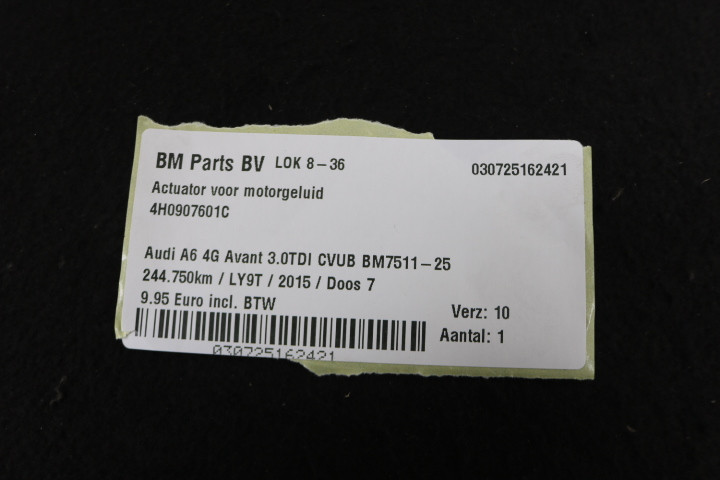 BM Parts BV LOK 8-36 030725162421
Actuator voor motorgeluid
4H0907601C
Audi A6 4G Avant 3.0TDI CVUB BM7511-25
244.750km / LY9T / 2015 / Doos 7
9.95 Euro incl. BTW
Verz: 10
Aantal: 1
030725162421